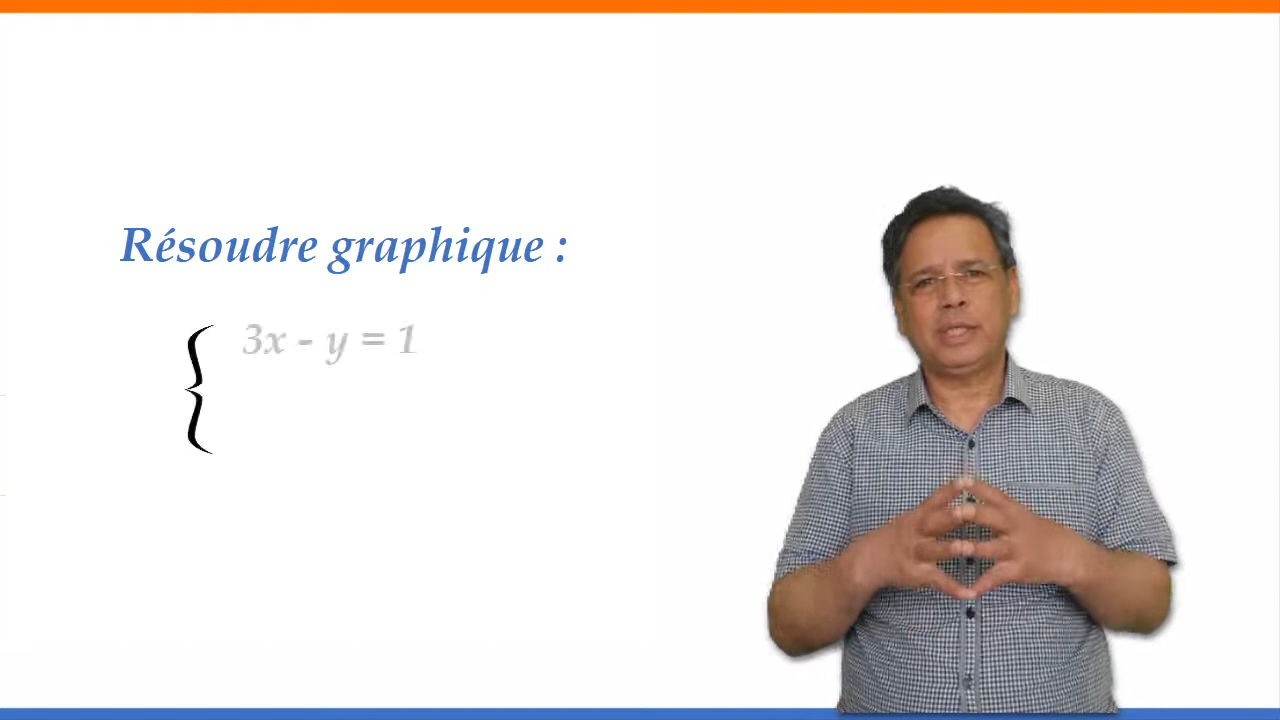 Résoudre graphique :
3x - y = 1